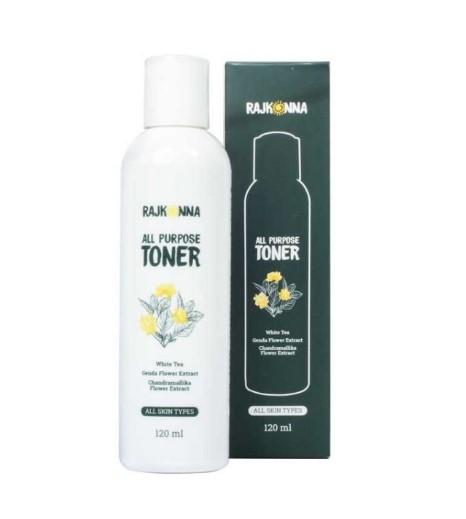 RAJKONNA
ALL PURPOSE
TONER
White Tea
Genda Flower Extract
Chandramallika
Flower Extract
ALL SKIN TYPES
120 ml
RAJKONNA
ALL PURPOSE
TONER
White Tea
Genda Flower Extract
Chandramallika
Flower Extract
ALL SKIN TYPES
120 ml